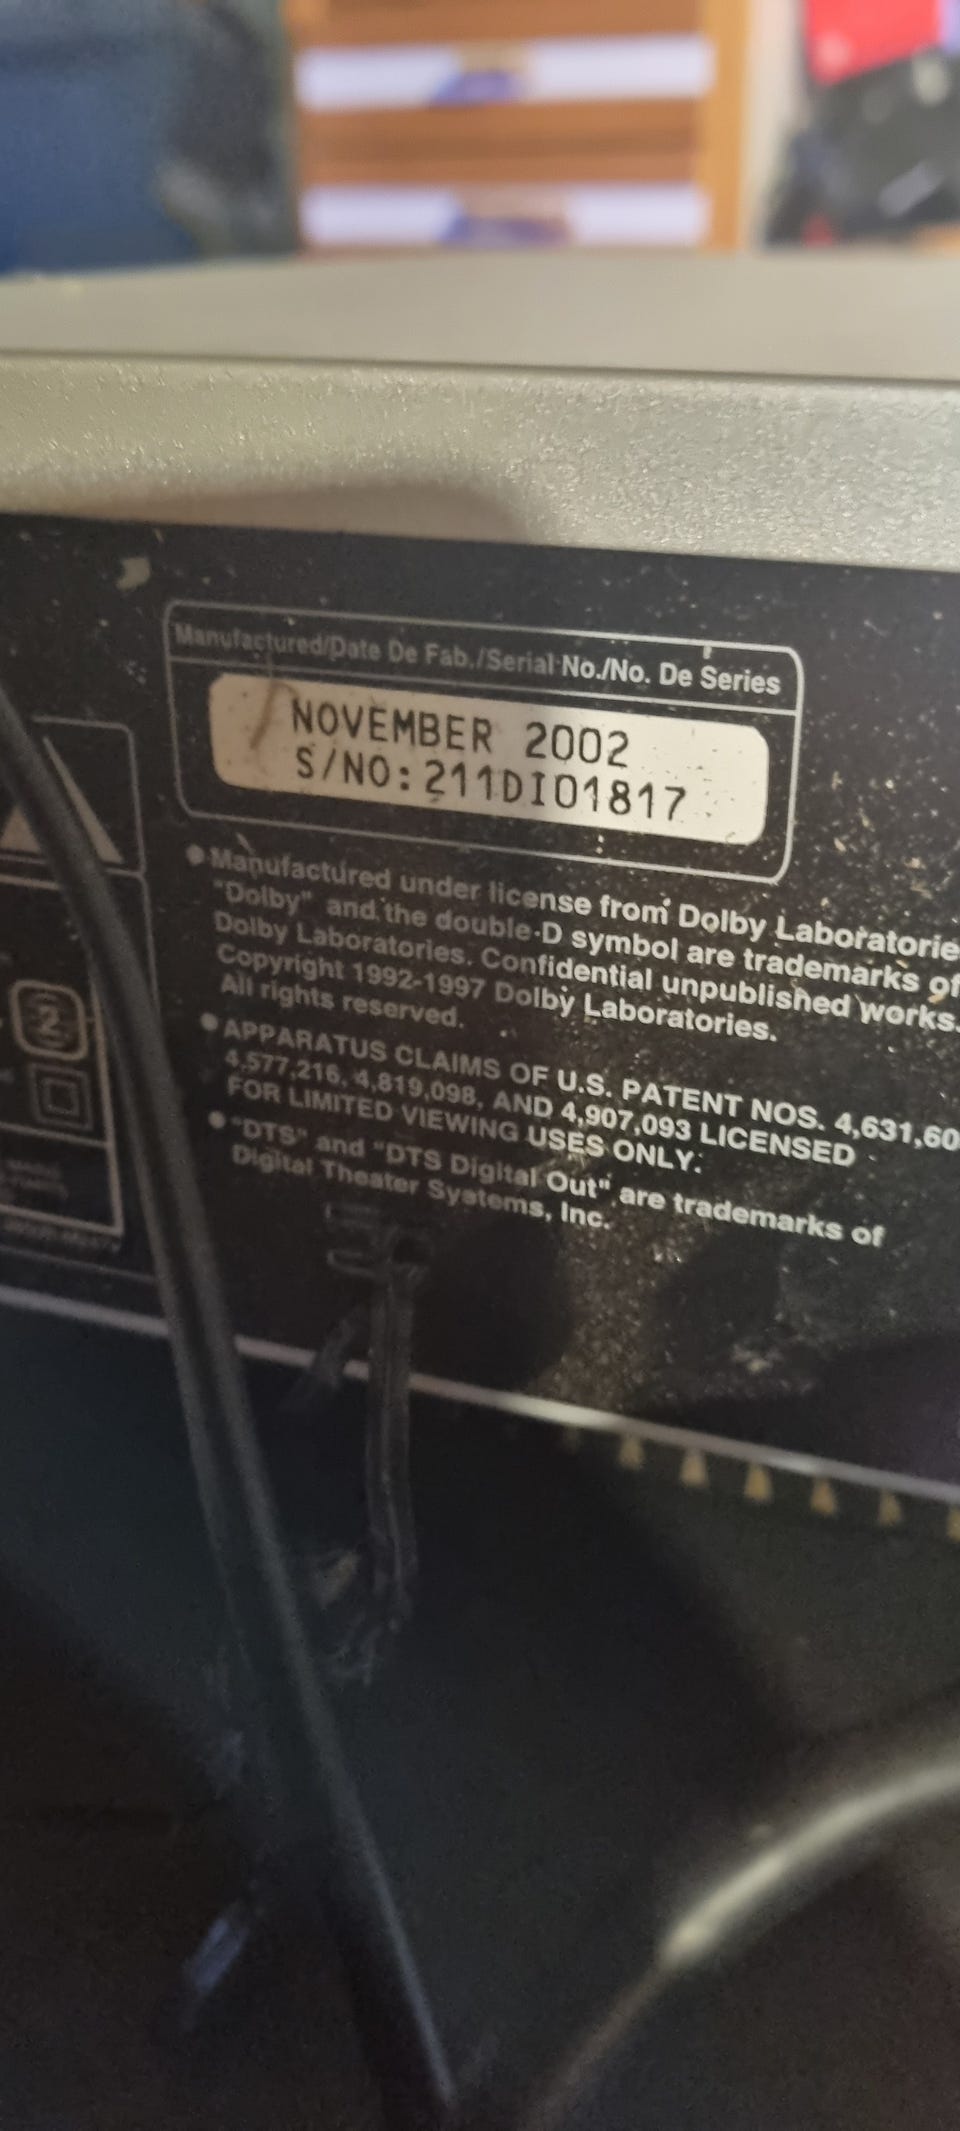 Manufactured/Date De Fab./Serial No./No. De Series
NOVEMBER 2002
S/NO:211DI01817
●Manufactured under license from Dolby Laboratorie
"Dolby" and the double-D symbol are trademarks of
Dolby Laboratories. Confidential unpublished works.
Copyright 1992-1997 Dolby Laboratories.
All rights reserved.
●APPARATUS CLAIMS OF U.S. PATENT NOS. 4,631,60
4,577,216, 4,819,098, AND 4,907,093 LICENSED
FOR LIMITED VIEWING USES ONLY.
●"DTS" and "DTS Digital Out" are trademarks of
Digital Theater Systems, Inc.
2